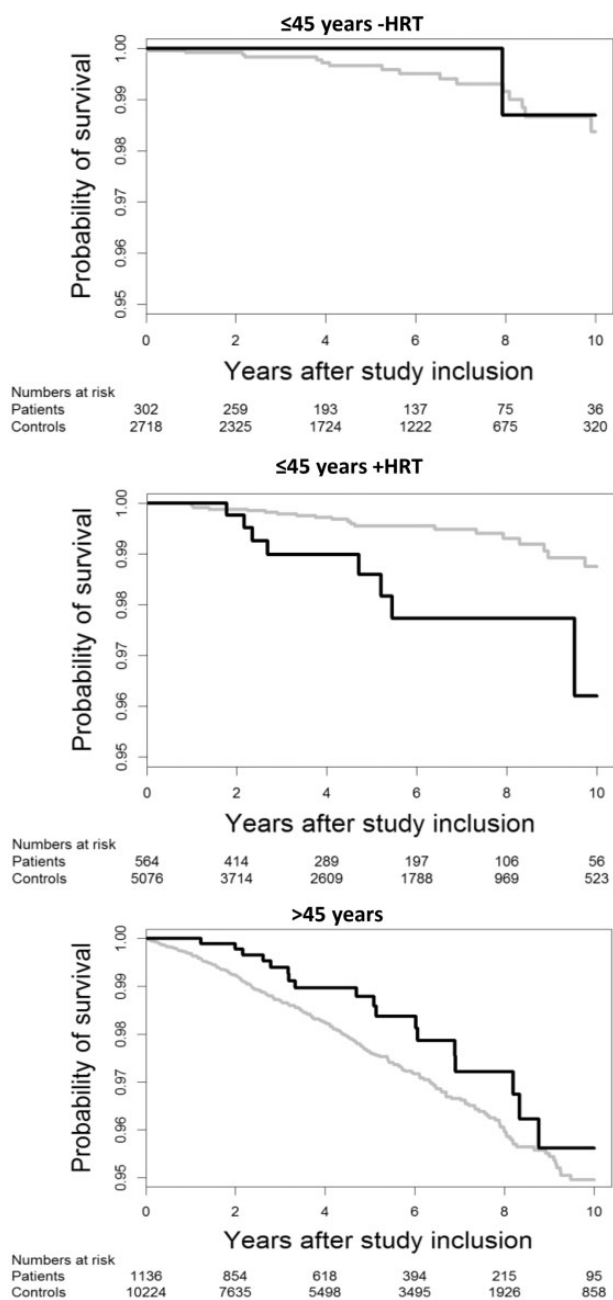 ≤45 years -HRT
Probability of survival
1.00
0.99
0.98
0.97
0.96
0.95
0 2 4 6 8 10
Years after study inclusion
Numbers at risk
Patients 302 259 193 137 75 36
Controls 2718 2325 1724 1222 675 320
≤45 years +HRT
Probability of survival
1.00
0.99
0.98
0.97
0.96
0.95
0 2 4 6 8 10
Years after study inclusion
Numbers at risk
Patients 564 414 289 197 106 56
Controls 5076 3714 2609 1788 969 523
>45 years
Probability of survival
1.00
0.99
0.98
0.97
0.96
0.95
0 2 4 6 8 10
Years after study inclusion
Numbers at risk
Patients 1136 854 618 394 215 95
Controls 10224 7635 5498 3495 1926 858